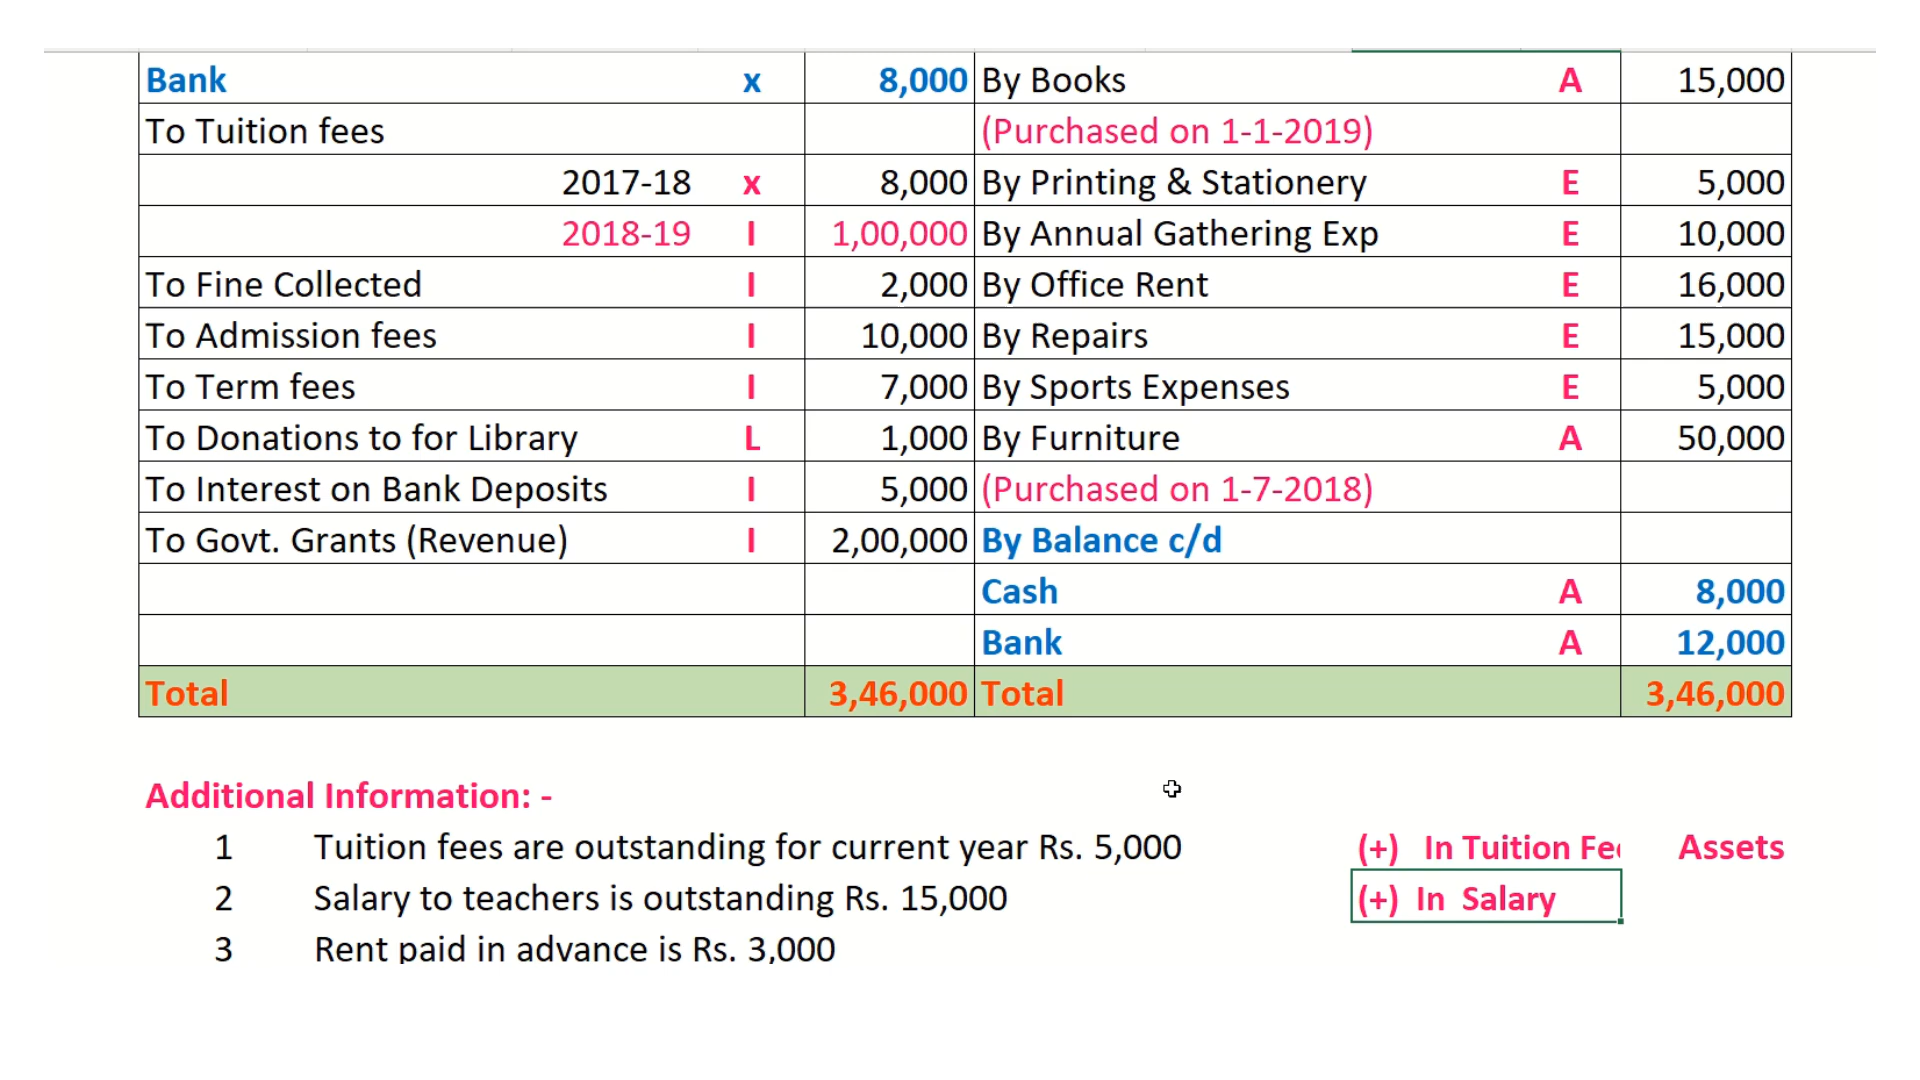 Bank x 8,000 By Books A 15,000
To Tuition fees (Purchased on 1-1-2019)
2017-18 x 8,000 By Printing & Stationery E 5,000
2018-19 I 1,00,000 By Annual Gathering Exp E 10,000
To Fine Collected I 2,000 By Office Rent E 16,000
To Admission fees I 10,000 By Repairs E 15,000
To Term fees I 7,000 By Sports Expenses E 5,000
To Donations to for Library L 1,000 By Furniture A 50,000
To Interest on Bank Deposits I 5,000 (Purchased on 1-7-2018)
To Govt. Grants (Revenue) I 2,00,000 By Balance c/d
Cash A 8,000
Bank A 12,000
Total 3,46,000 Total 3,46,000
Additional Information: -
1 Tuition fees are outstanding for current year Rs. 5,000 (+) In Tuition Fe Assets
2 Salary to teachers is outstanding Rs. 15,000 (+) In Salary
3 Rent paid in advance is Rs. 3,000